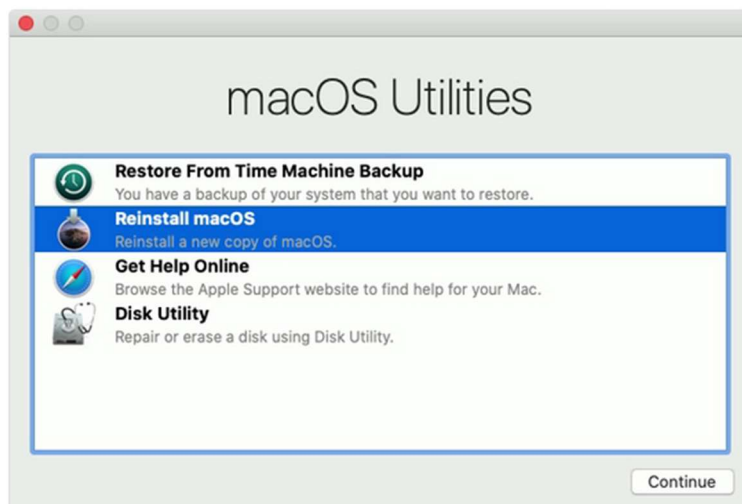 macOS Utilities
Restore From Time Machine Backup
You have a backup of your system that you want to restore.
Reinstall macOS
Reinstall a new copy of macOS.
Get Help Online
Browse the Apple Support website to find help for your Mac.
Disk Utility
Repair or erase a disk using Disk Utility.
Continue